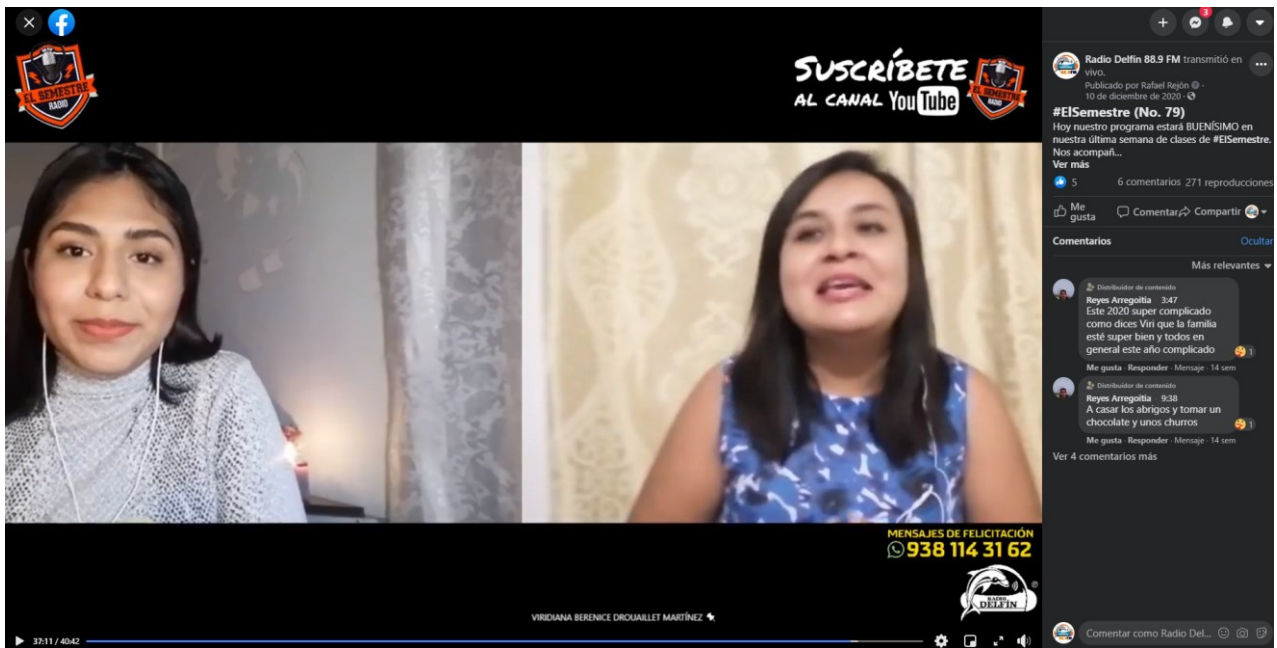 EL SEMESTRE
RADIO
SUSCRÍBETE
AL CANAL YouTube
EL SEMESTRE
RADIO
MENSAJES DE FELICITACIÓN
938 114 31 62
RADIO
DELFÍN
VIRIDIANA BERENICE DROUAILLET MARTÍNEZ
37:11 / 40:42
3
Radio Delfín 88.9 FM transmitió en
vivo.
Publicado por Rafael Rejón ·
10 de diciembre de 2020 ·
#ElSemestre (No. 79)
Hoy nuestro programa estará BUENÍSIMO en
nuestra última semana de clases de #ElSemestre.
Nos acompañ...
Ver más
5
6 comentarios 271 reproducciones
Me
gusta
Comentar
Compartir
Comentarios
Ocultar
Más relevantes
Distribuidor de contenido
Reyes Arregoitia 3:47
Este 2020 super complicado
como dices Viri que la familia
esté super bien y todos en
general este año complicado
1
Me gusta · Responder · Mensaje · 14 sem
Distribuidor de contenido
Reyes Arregoitia 9:38
A casar los abrigos y tomar un
chocolate y unos churros
1
Me gusta · Responder · Mensaje · 14 sem
Ver 4 comentarios más
Comentar como Radio Del...